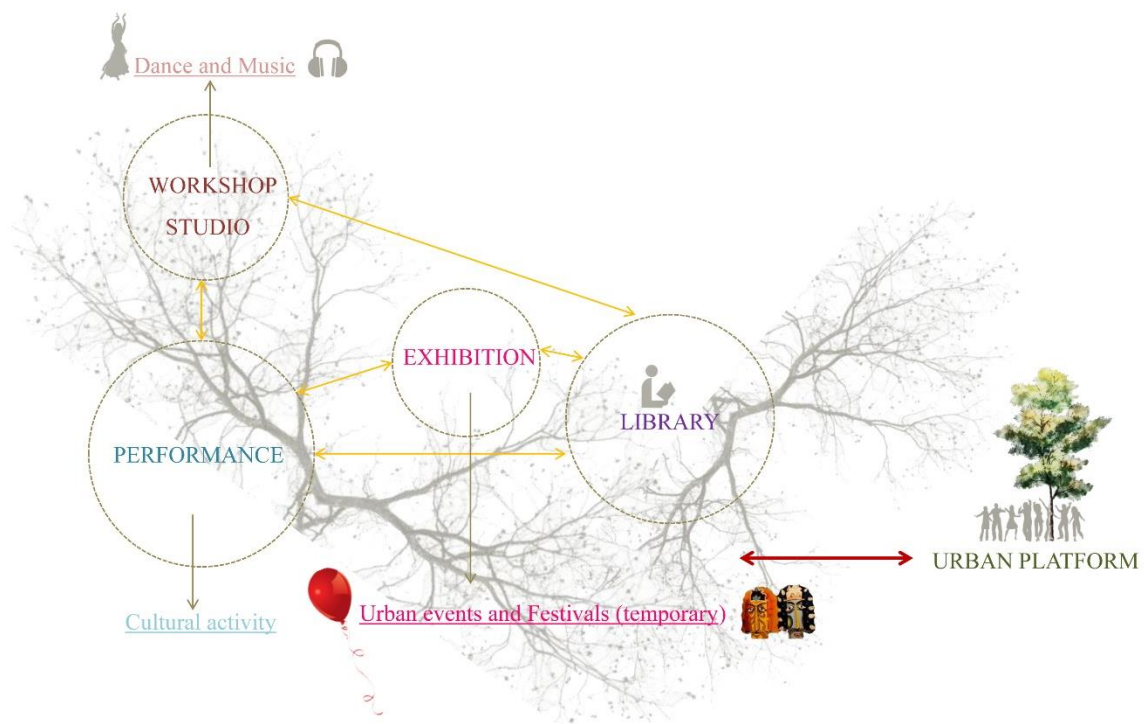 Dance and Music
WORKSHOP
STUDIO
EXHIBITION
LIBRARY
PERFORMANCE
URBAN PLATFORM
Cultural activity
Urban events and Festivals (temporary)